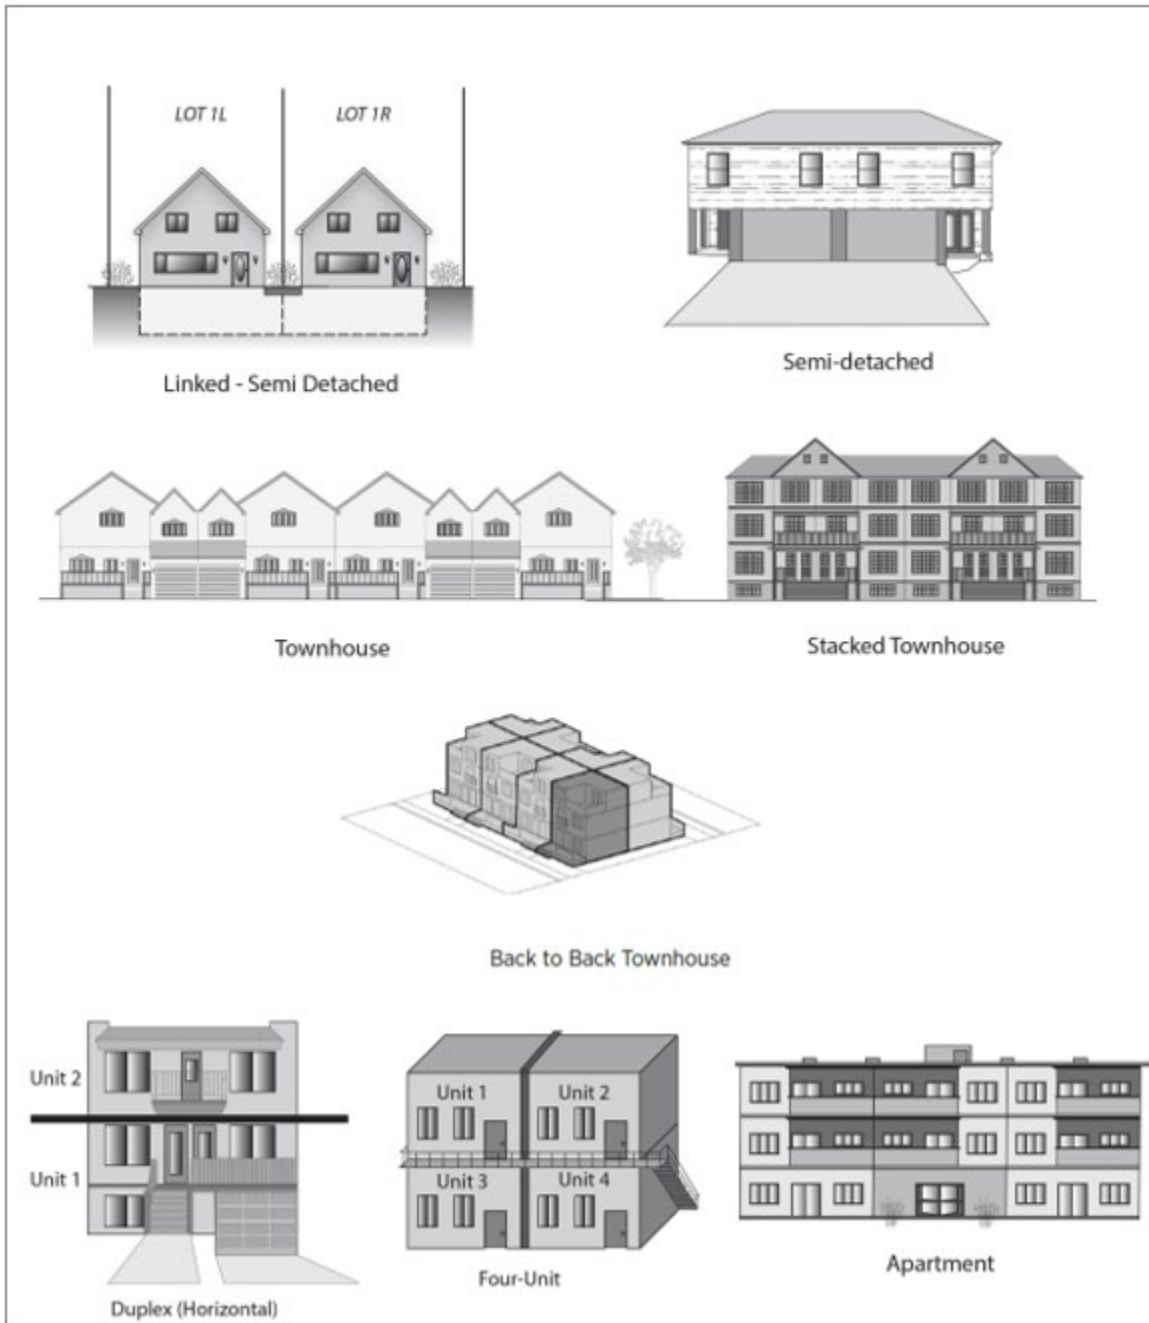 LOT 1L
LOT 1R
Linked - Semi Detached
Semi-detached
Townhouse
Stacked Townhouse
Back to Back Townhouse
Unit 2
Unit 1
Duplex (Horizontal)
Unit 1
Unit 2
Unit 3
Unit 4
Four-Unit
Apartment